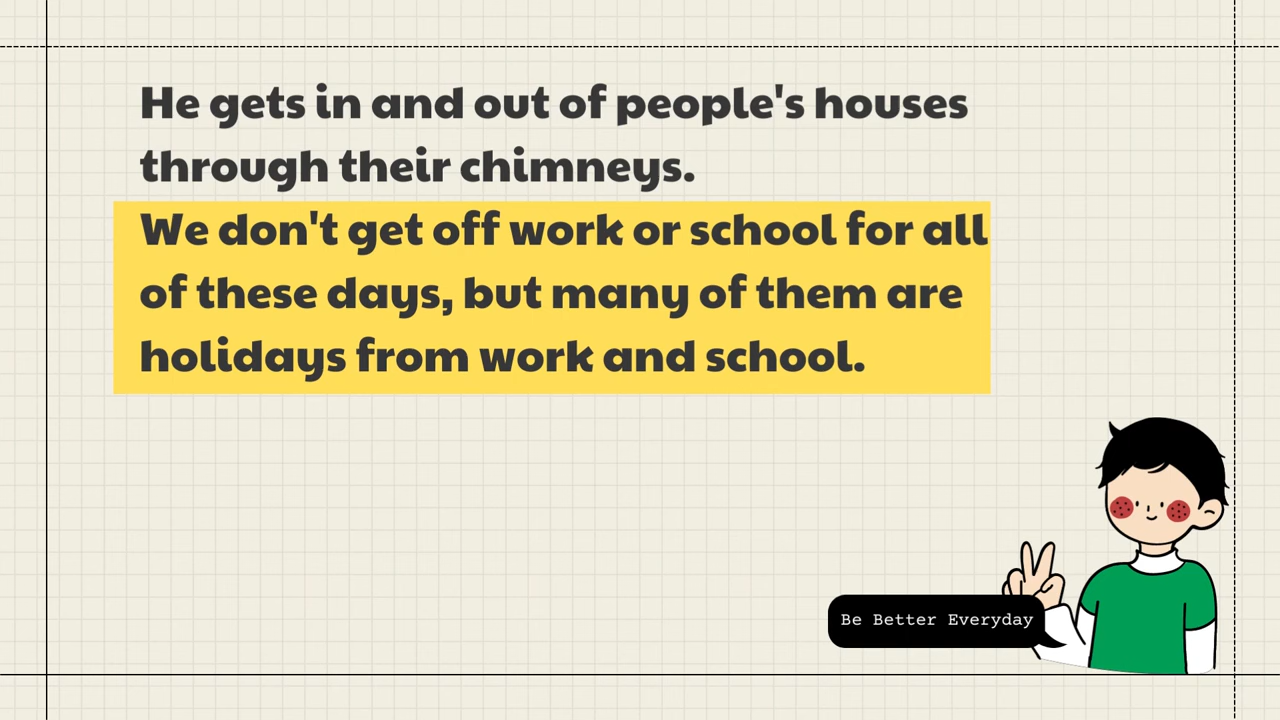 He gets in and out of people's houses
through their chimneys.
We don't get off work or school for all
of these days, but many of them are
holidays from work and school.
Be Better Everyday